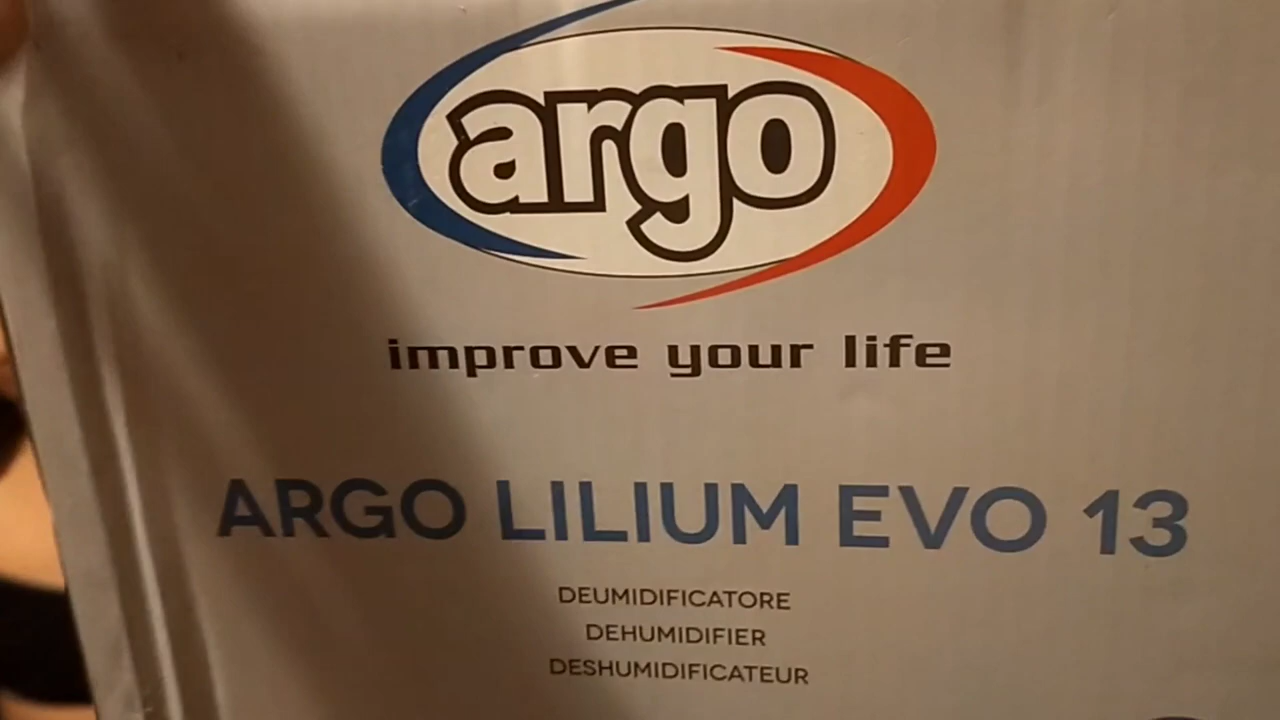 argo
improve your life
ARGO LILIUM EVO 13
DEUMIDIFICATORE
DEHUMIDIFIER
DESHUMIDIFICATEUR